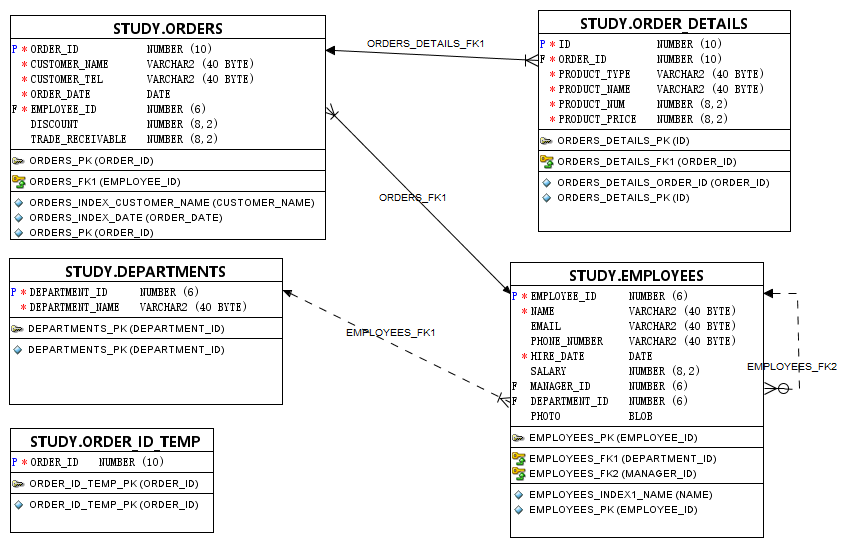 STUDY.ORDERS
P * ORDER_ID NUMBER (10)
* CUSTOMER_NAME VARCHAR2 (40 BYTE)
* CUSTOMER_TEL VARCHAR2 (40 BYTE)
* ORDER_DATE DATE
F * EMPLOYEE_ID NUMBER (6)
DISCOUNT NUMBER (8,2)
TRADE_RECEIVABLE NUMBER (8,2)
ORDERS_PK (ORDER_ID)
ORDERS_FK1 (EMPLOYEE_ID)
ORDERS_INDEX_CUSTOMER_NAME (CUSTOMER_NAME)
ORDERS_INDEX_DATE (ORDER_DATE)
ORDERS_PK (ORDER_ID)
ORDERS_DETAILS_FK1
STUDY.ORDER_DETAILS
P * ID NUMBER (10)
F * ORDER_ID NUMBER (10)
* PRODUCT_TYPE VARCHAR2 (40 BYTE)
* PRODUCT_NAME VARCHAR2 (40 BYTE)
* PRODUCT_NUM NUMBER (8,2)
* PRODUCT_PRICE NUMBER (8,2)
ORDERS_DETAILS_PK (ID)
ORDERS_DETAILS_FK1 (ORDER_ID)
ORDERS_DETAILS_ORDER_ID (ORDER_ID)
ORDERS_DETAILS_PK (ID)
ORDERS_FK1
STUDY.DEPARTMENTS
P * DEPARTMENT_ID NUMBER (6)
* DEPARTMENT_NAME VARCHAR2 (40 BYTE)
DEPARTMENTS_PK (DEPARTMENT_ID)
DEPARTMENTS_PK (DEPARTMENT_ID)
EMPLOYEES_FK1
STUDY.EMPLOYEES
P * EMPLOYEE_ID NUMBER (6)
* NAME VARCHAR2 (40 BYTE)
EMAIL VARCHAR2 (40 BYTE)
PHONE_NUMBER VARCHAR2 (40 BYTE)
* HIRE_DATE DATE
SALARY NUMBER (8,2)
F MANAGER_ID NUMBER (6)
F DEPARTMENT_ID NUMBER (6)
PHOTO BLOB
EMPLOYEES_PK (EMPLOYEE_ID)
EMPLOYEES_FK1 (DEPARTMENT_ID)
EMPLOYEES_FK2 (MANAGER_ID)
EMPLOYEES_INDEX1_NAME (NAME)
EMPLOYEES_PK (EMPLOYEE_ID)
EMPLOYEES_FK2
STUDY.ORDER_ID_TEMP
P * ORDER_ID NUMBER (10)
ORDER_ID_TEMP_PK (ORDER_ID)
ORDER_ID_TEMP_PK (ORDER_ID)